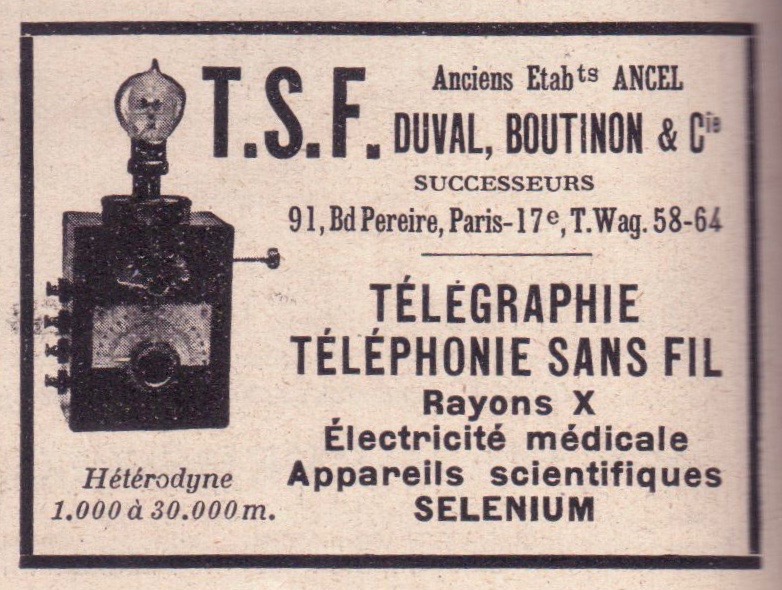 T.S.F.
Anciens Etabts ANCEL
DUVAL, BOUTINON & Cie
SUCCESSEURS
91, Bd Pereire, Paris-17e, T. Wag. 58-64
TÉLÉGRAPHIE
TÉLÉPHONIE SANS FIL
Rayons X
Électricité médicale
Appareils scientifiques
SELENIUM
Hétérodyne
1.000 à 30.000 m.